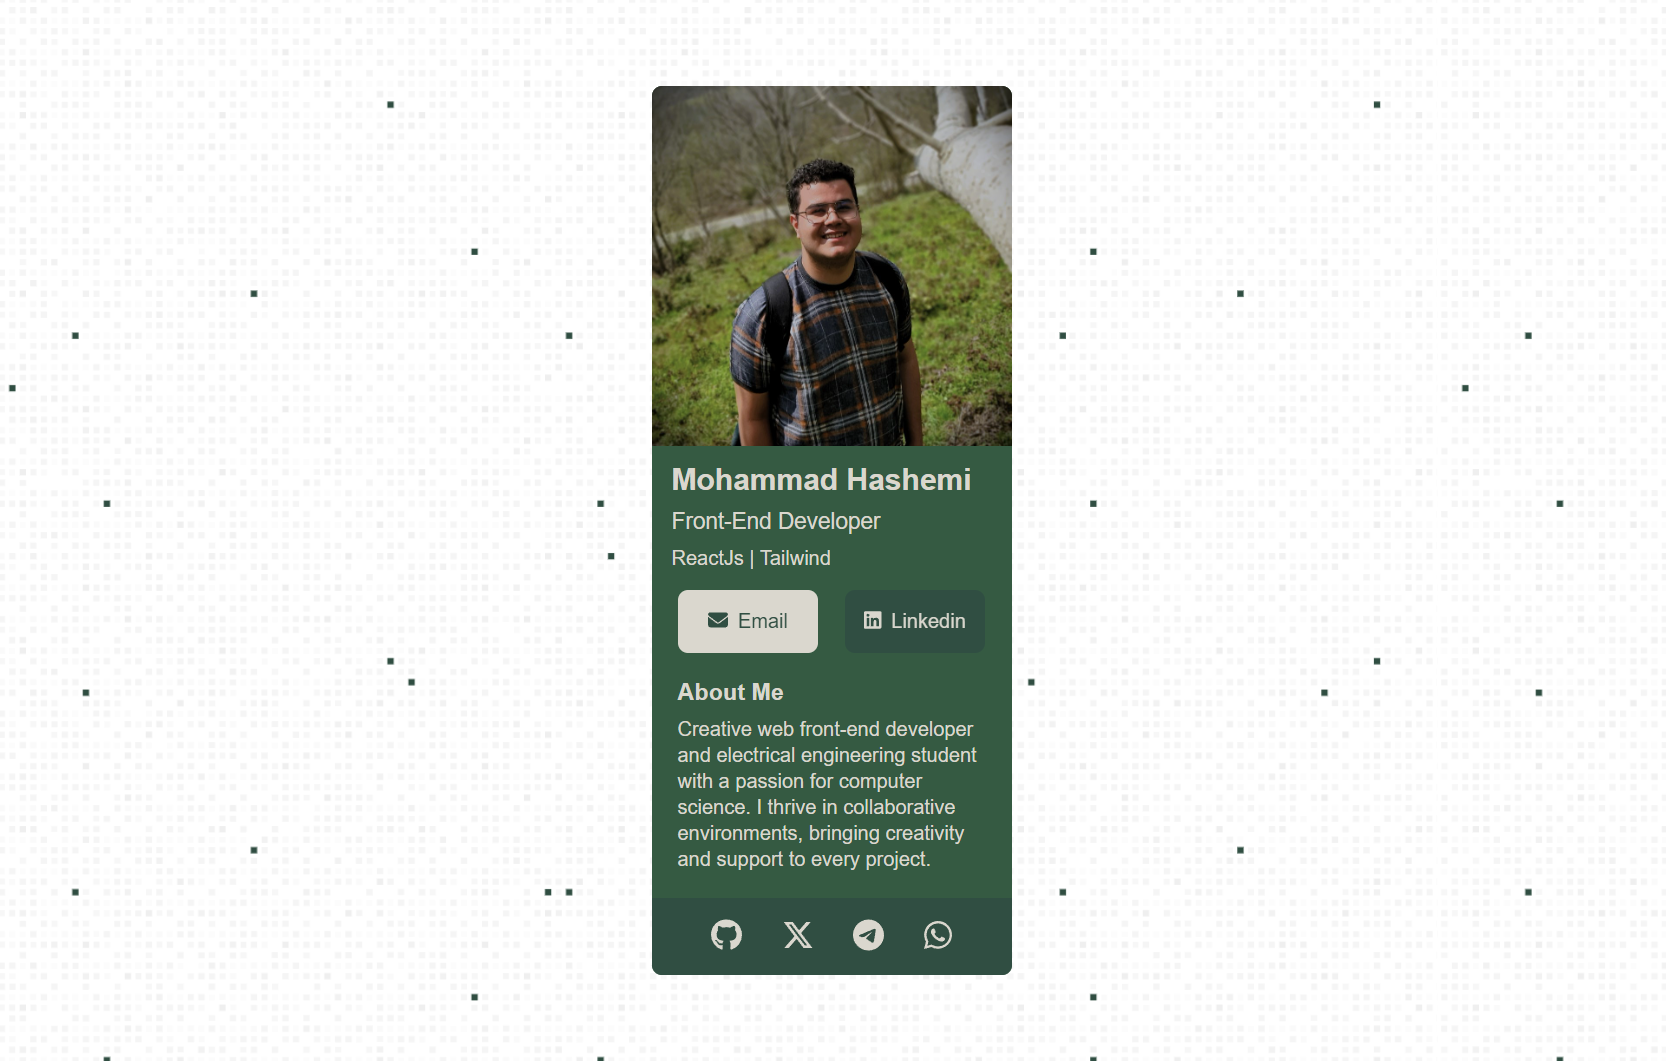 Mohammad Hashemi
Front-End Developer
ReactJs | Tailwind
Email
Linkedin
About Me
Creative web front-end developer
and electrical engineering student
with a passion for computer
science. I thrive in collaborative
environments, bringing creativity
and support to every project.